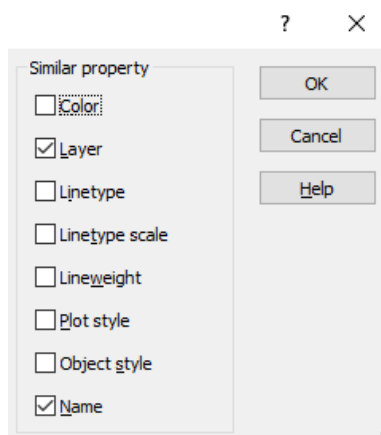 ?
Similar property
Color
Layer
Linetype
Linetype scale
Lineweight
Plot style
Object style
Name
OK
Cancel
Help